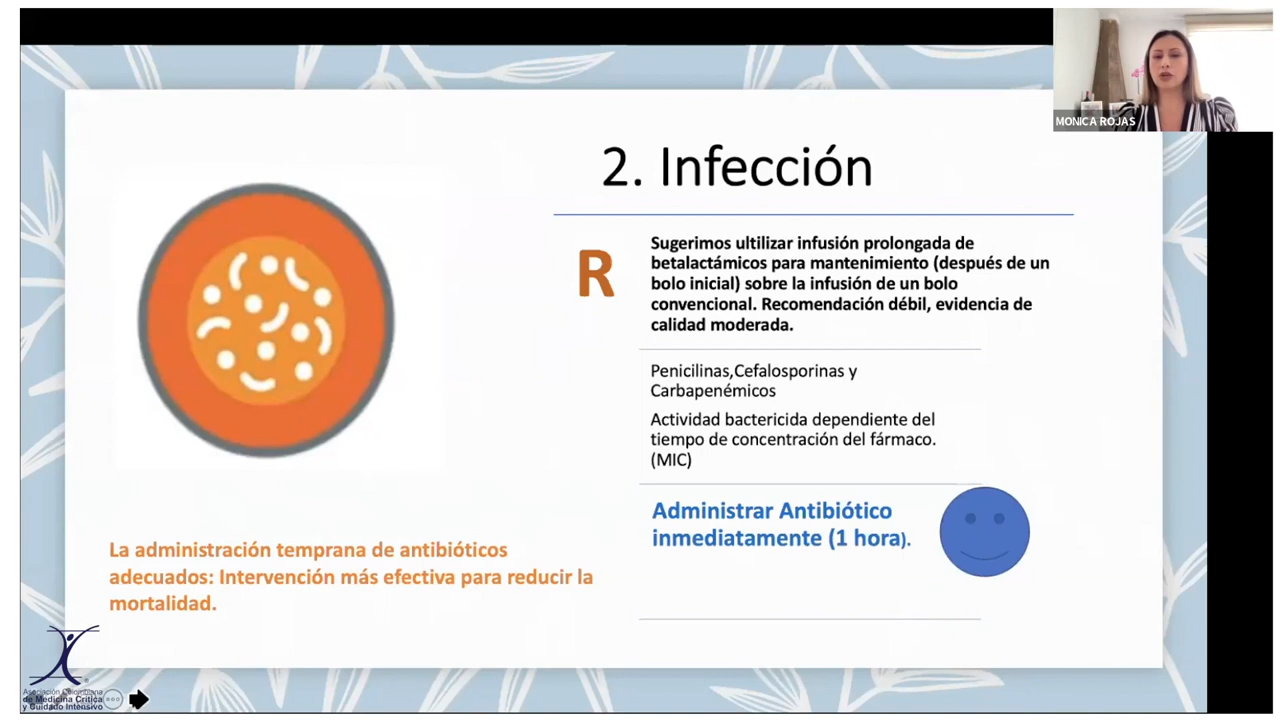 MONICA ROJAS
2. Infección
R
Sugerimos ultilizar infusión prolongada de
betalactámicos para mantenimiento (después de un
bolo inicial) sobre la infusión de un bolo
convencional. Recomendación débil, evidencia de
calidad moderada.
Penicilinas,Cefalosporinas y
Carbapenémicos
Actividad bactericida dependiente del
tiempo de concentración del fármaco.
(MIC)
Administrar Antibiótico
inmediatamente (1 hora).
La administración temprana de antibióticos
adecuados: Intervención más efectiva para reducir la
mortalidad.
Asociación Colombiana
de Medicina Crítica
y Cuidado Intensivo